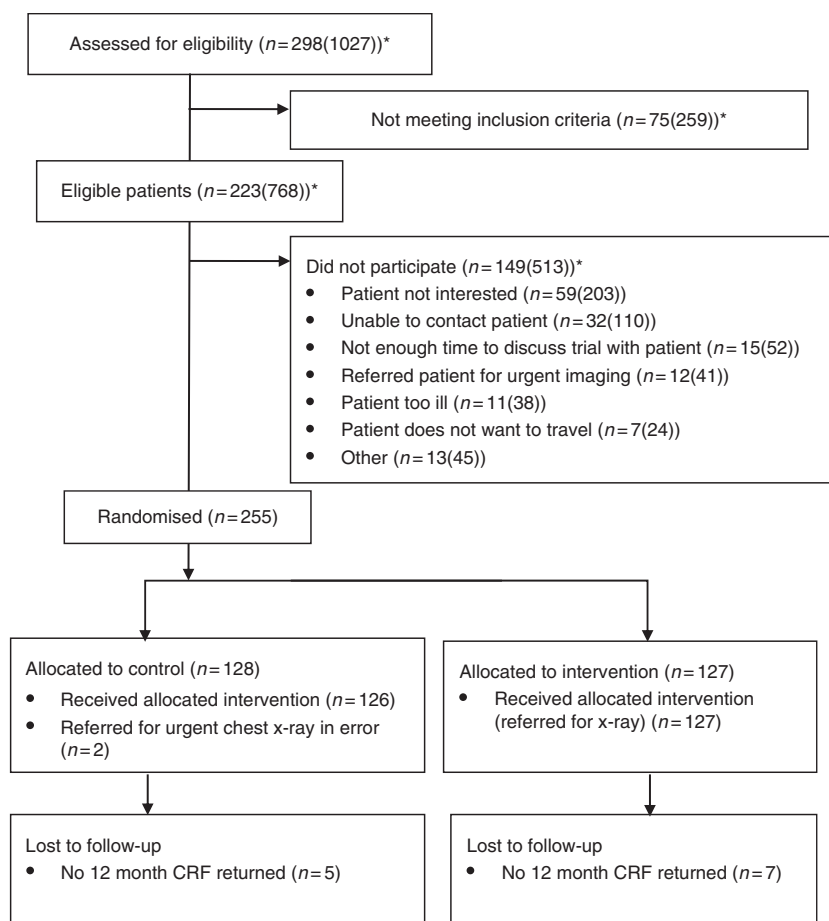 Assessed for eligibility (n=298(1027))*
Not meeting inclusion criteria (n=75(259))*
Eligible patients (n=223(768))*
Did not participate (n=149(513))*
• Patient not interested (n=59(203))
• Unable to contact patient (n=32(110))
• Not enough time to discuss trial with patient (n=15(52))
• Referred patient for urgent imaging (n=12(41))
• Patient too ill (n=11(38))
• Patient does not want to travel (n=7(24))
• Other (n=13(45))
Randomised (n=255)
Allocated to control (n=128)
• Received allocated intervention (n=126)
• Referred for urgent chest x-ray in error
(n=2)
Allocated to intervention (n=127)
• Received allocated intervention
(referred for x-ray) (n=127)
Lost to follow-up
• No 12 month CRF returned (n=5)
Lost to follow-up
• No 12 month CRF returned (n=7)